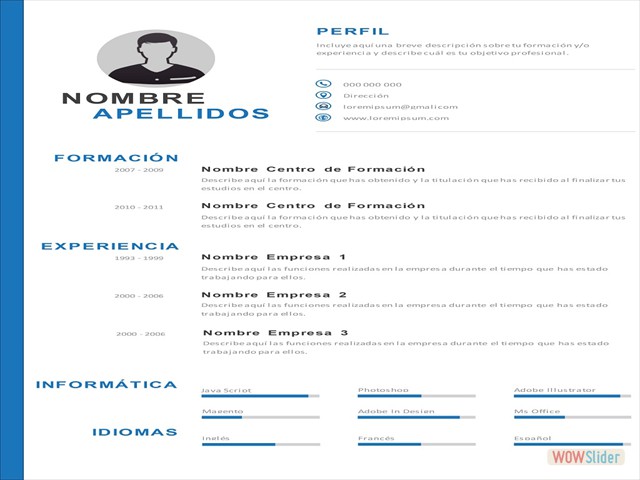 NOMBRE
APELLIDOS
PERFIL
Incluye aquí una breve descripción sobre tu formación y/o
experiencia y describe cuál es tu objetivo profesional.
000 000 000
Dirección
loremipsum@gmail.com
www.loremipsum.com
FORMACIÓN
2007 - 2009
Nombre Centro de Formación
Describe aquí la formación que has obtenido y la titulación que has recibido al finalizar tus
estudios en el centro.
2010 - 2011
Nombre Centro de Formación
Describe aquí la formación que has obtenido y la titulación que has recibido al finalizar tus
estudios en el centro.
EXPERIENCIA
1993 - 1999
Nombre Empresa 1
Describe aquí las funciones realizadas en la empresa durante el tiempo que has estado
trabajando para ellos.
2000 - 2006
Nombre Empresa 2
Describe aquí las funciones realizadas en la empresa durante el tiempo que has estado
trabajando para ellos.
2000 - 2006
Nombre Empresa 3
Describe aquí las funciones realizadas en la empresa durante el tiempo que has estado
trabajando para ellos.
INFORMÁTICA
Java Script
Photoshop
Adobe Illustrator
Magento
Adobe In Design
Ms Office
IDIOMAS
Inglés
Francés
Español
WOWSlider